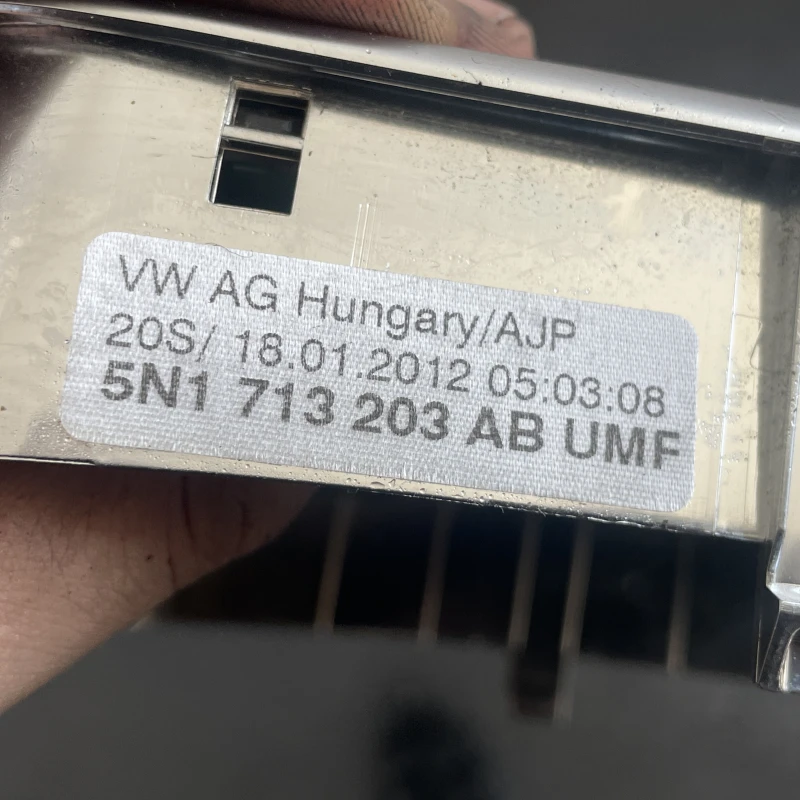 VW AG Hungary/AJP
20S/ 18.01.2012 05:03:08
5N1 713 203 AB UMF